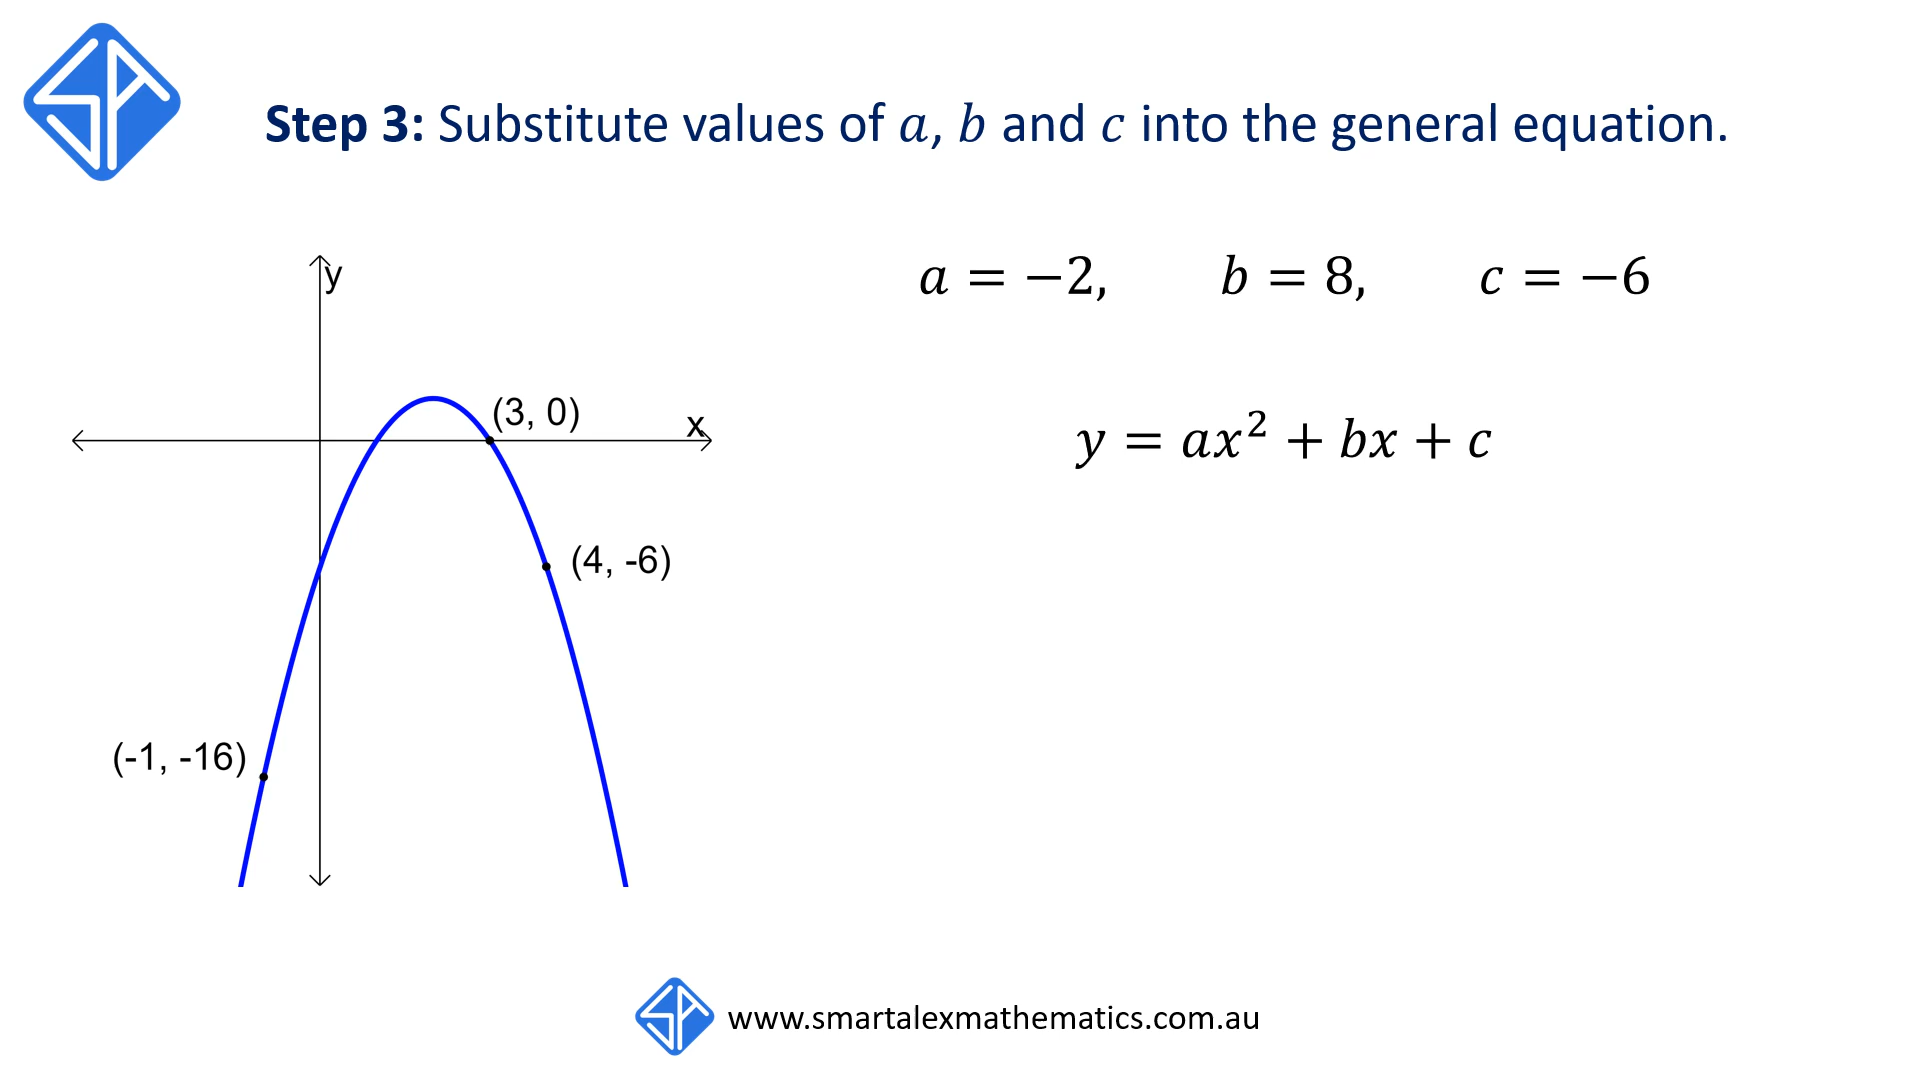 Step 3: Substitute values of a, b and c into the general equation.
a = −2, b = 8, c = −6
y = ax² + bx + c
y
x
(3, 0)
(4, -6)
(-1, -16)
www.smartalexmathematics.com.au